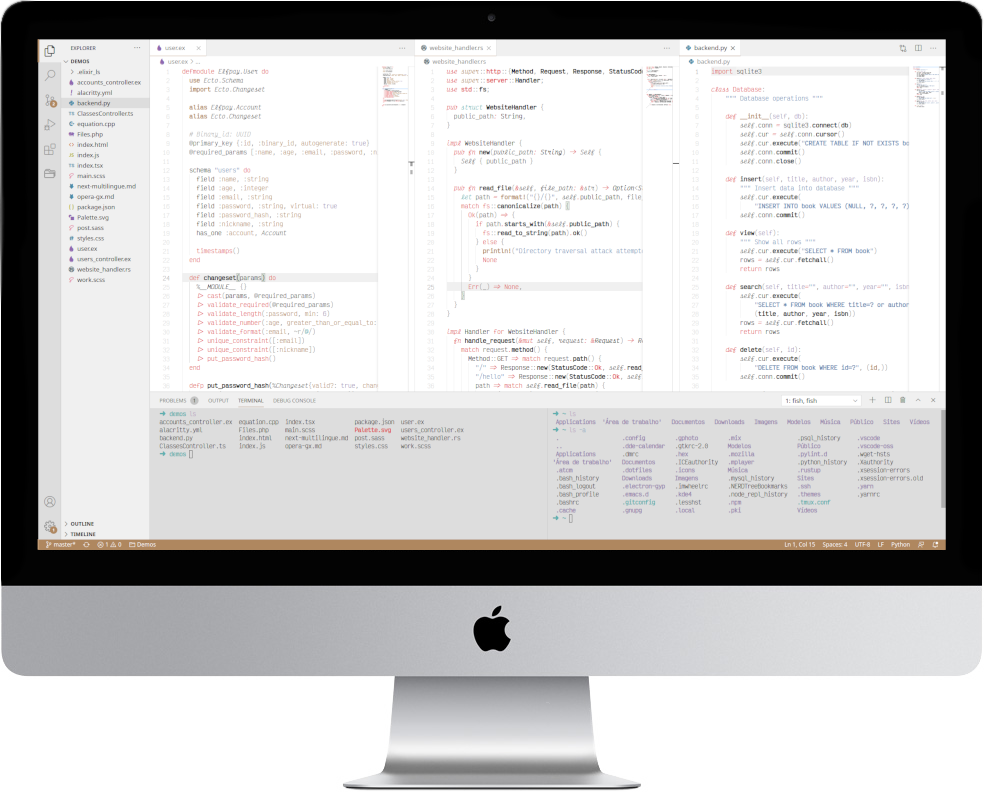 EXPLORER
DEMOS
.elixir_ls
accounts_controller.ex
alacritty.yml
backend.py
ClassesController.ts
equation.cpp
Files.php
index.html
index.js
index.tsx
main.scss
next-multilingue.md
opera-gx.md
package.json
Palette.svg
post.sass
styles.css
user.ex
users_controller.ex
website_handler.rs
work.scss
OUTLINE
TIMELINE
user.ex
user.ex > ...
defmodule Exfpay.User do
use Ecto.Schema
import Ecto.Changeset
alias Exfpay.Account
alias Ecto.Changeset
# Binary_id: UUID
@primary_key {:id, :binary_id, autogenerate: true}
@required_params [:name, :age, :email, :password, :n
schema "users" do
field :name, :string
field :age, :integer
field :email, :string
field :password, :string, virtual: true
field :password_hash, :string
field :nickname, :string
has_one :account, Account
timestamps()
end
def changeset(params) do
%__MODULE__ {}
|> cast(params, @required_params)
|> validate_required(@required_params)
|> validate_length(:password, min: 6)
|> validate_number(:age, greater_than_or_equal_to:
|> validate_format(:email, ~r/@/)
|> unique_constraint([:email])
|> unique_constraint([:nickname])
|> put_password_hash()
end
defp put_password_hash(%Changeset{valid?: true, chan
website_handler.rs
website_handler.rs
use super::http::{Method, Request, Response, StatusCod
use super::server::Handler;
use std::fs;
pub struct WebsiteHandler {
public_path: String,
}
impl WebsiteHandler {
pub fn new(public_path: String) -> Self {
Self { public_path }
}
pub fn read_file(&self, file_path: &str) -> Option<S
let path = format!("{}/{}", self.public_path, file
match fs::canonicalize(path) {
Ok(path) => {
if path.starts_with(&self.public_path) {
fs::read_to_string(path).ok()
} else {
println!("Directory traversal attack attempt
None
}
}
Err(_) => None,
}
}
}
impl Handler for WebsiteHandler {
fn handle_request(&mut self, request: &Request) -> R
match request.method() {
Method::GET => match request.path() {
"/" => Response::new(StatusCode::Ok, self.read_
"/hello" => Response::new(StatusCode::Ok, self.
path => match self.read_file(path) {
backend.py
backend.py
import sqlite3
class Database:
""" Database operations """
def __init__(self, db):
self.conn = sqlite3.connect(db)
self.cur = self.conn.cursor()
self.cur.execute("CREATE TABLE IF NOT EXISTS bo
self.conn.commit()
self.conn.close()
def insert(self, title, author, year, isbn):
""" Insert data into database """
self.cur.execute(
"INSERT INTO book VALUES (NULL, ?, ?, ?, ?)
self.conn.commit()
def view(self):
""" Show all rows """
self.cur.execute("SELECT * FROM book")
rows = self.cur.fetchall()
return rows
def search(self, title="", author="", year="", isbn
self.cur.execute(
"SELECT * FROM book WHERE title=? or author
(title, author, year, isbn))
rows = self.cur.fetchall()
return rows
def delete(self, id):
self.cur.execute(
"DELETE FROM book WHERE id=?", (id,))
self.conn.commit()
PROBLEMS 1 OUTPUT TERMINAL DEBUG CONSOLE
1: fish, fish
→ demos ls
accounts_controller.ex equation.cpp index.tsx package.json user.ex
alacritty.yml Files.php main.scss Palette.svg users_controller.ex
backend.py index.html next-multilingue.md post.sass website_handler.rs
ClassesController.ts index.js opera-gx.md styles.css work.scss
→ demos
→ ~ ls
Applications 'Área de trabalho' Documentos Downloads Imagens Modelos Música Público Sites Vídeos
→ ~ ls -a
. .config .gphoto .mix .psql_history .vscode
.. .dde-calendar .gtkrc-2.0 Modelos Público .vscode-oss
Applications .dmrc .hex .mozilla .pylint.d .wget-hsts
'Área de trabalho' Documentos .ICEauthority .mplayer .python_history .Xauthority
.atom .dotfiles .icons Música .rustup .xsession-errors
.bash_history Downloads Imagens .mysql_history Sites .xsession-errors.old
.bash_logout .electron-gyp .imwheelrc .NERDTreeBookmarks .ssh .yarn
.bash_profile .emacs.d .kde4 .node_repl_history .themes .yarnrc
.bashrc .gitconfig .lesshst .npm .tmux.conf
.cache .gnupg .local .pki Vídeos
→ ~
master* 1 0 Demos
Ln 1, Col 15 Spaces: 4 UTF-8 LF Python